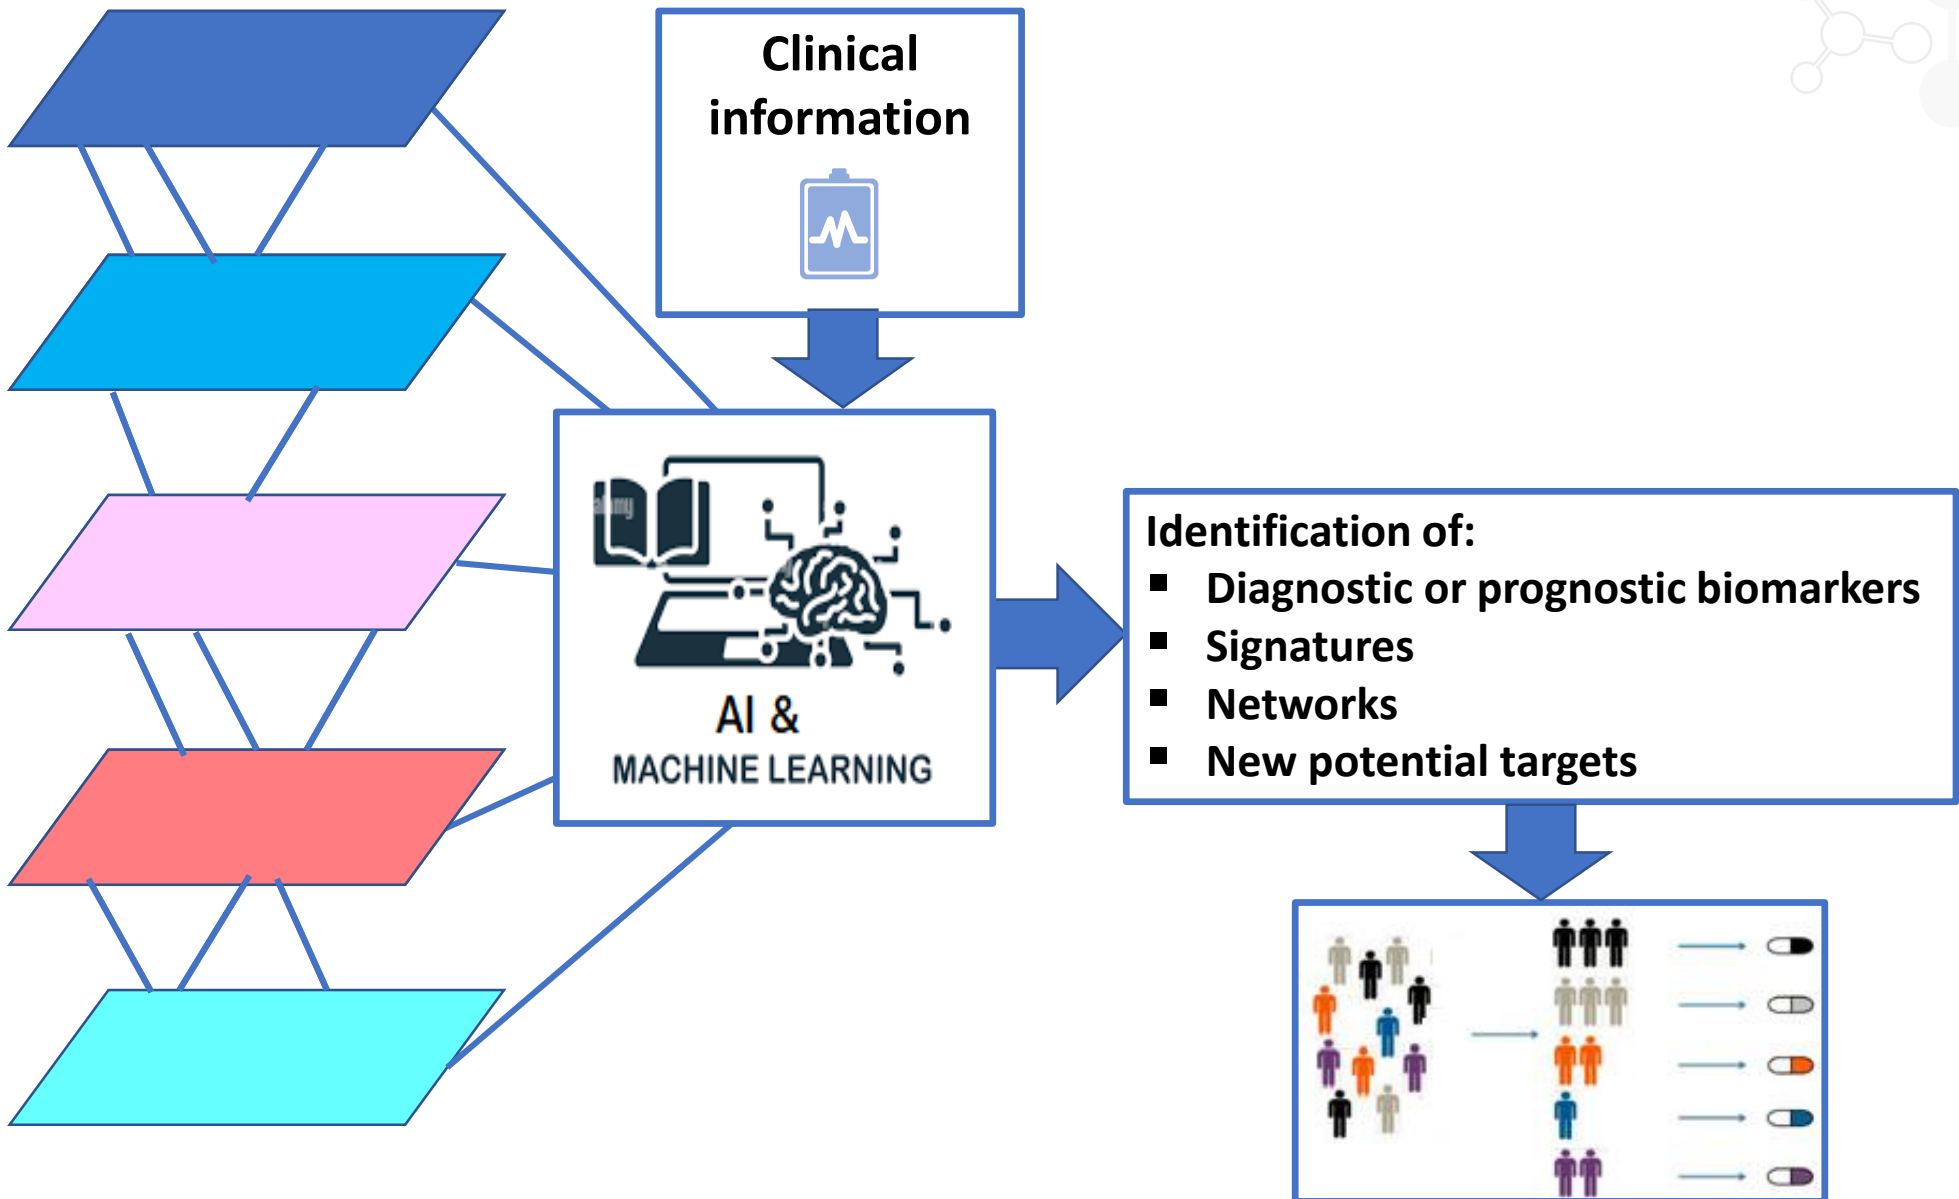 Clinical
information
AI &
MACHINE LEARNING
Identification of:
▪ Diagnostic or prognostic biomarkers
▪ Signatures
▪ Networks
▪ New potential targets